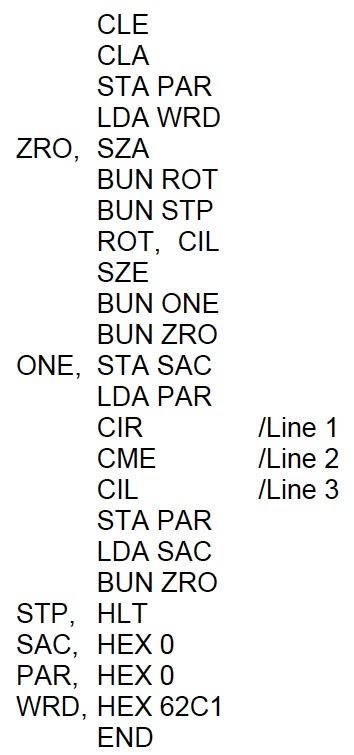 CLE
CLA
STA PAR
LDA WRD
ZRO, SZA
BUN ROT
BUN STP
ROT, CIL
SZE
BUN ONE
BUN ZRO
ONE, STA SAC
LDA PAR
CIR /Line 1
CME /Line 2
CIL /Line 3
STA PAR
LDA SAC
BUN ZRO
STP, HLT
SAC, HEX 0
PAR, HEX 0
WRD, HEX 62C1
END